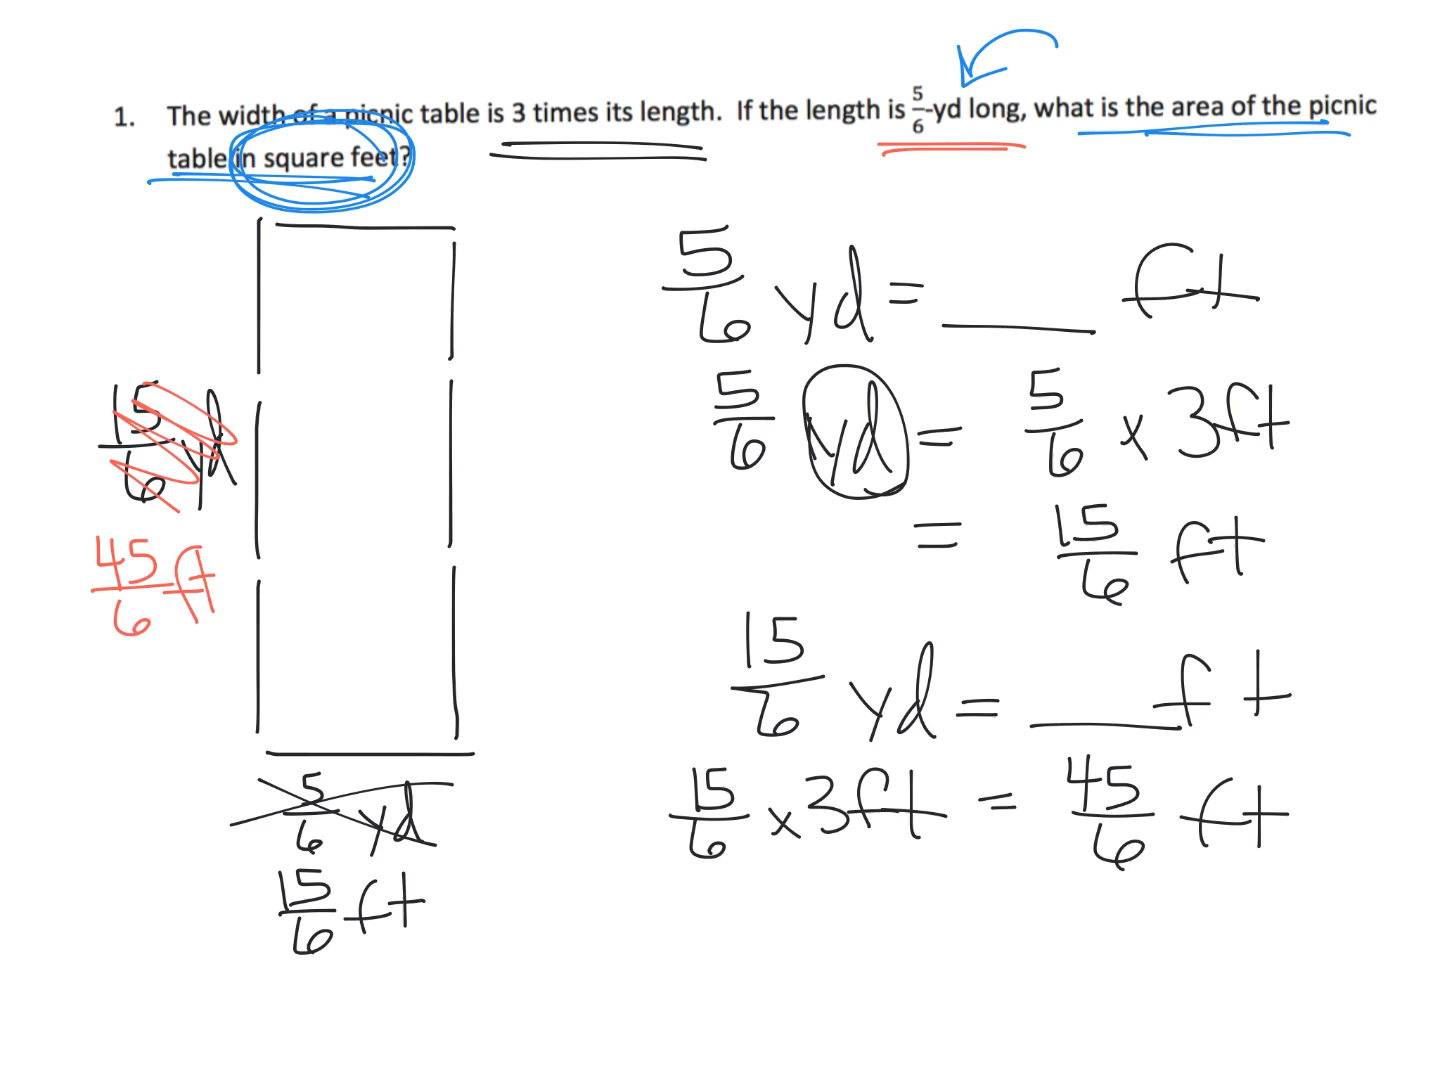 1. The width of a picnic table is 3 times its length. If the length is 5/6-yd long, what is the area of the picnic
table in square feet?
5/6 yd = ___ ft
5/6 yd = 5/6 x 3ft
= 15/6 ft
15/6 yd
45/6 ft
15/6 yd = ___ ft
15/6 x 3ft = 45/6 ft
5/6 yd
15/6 ft